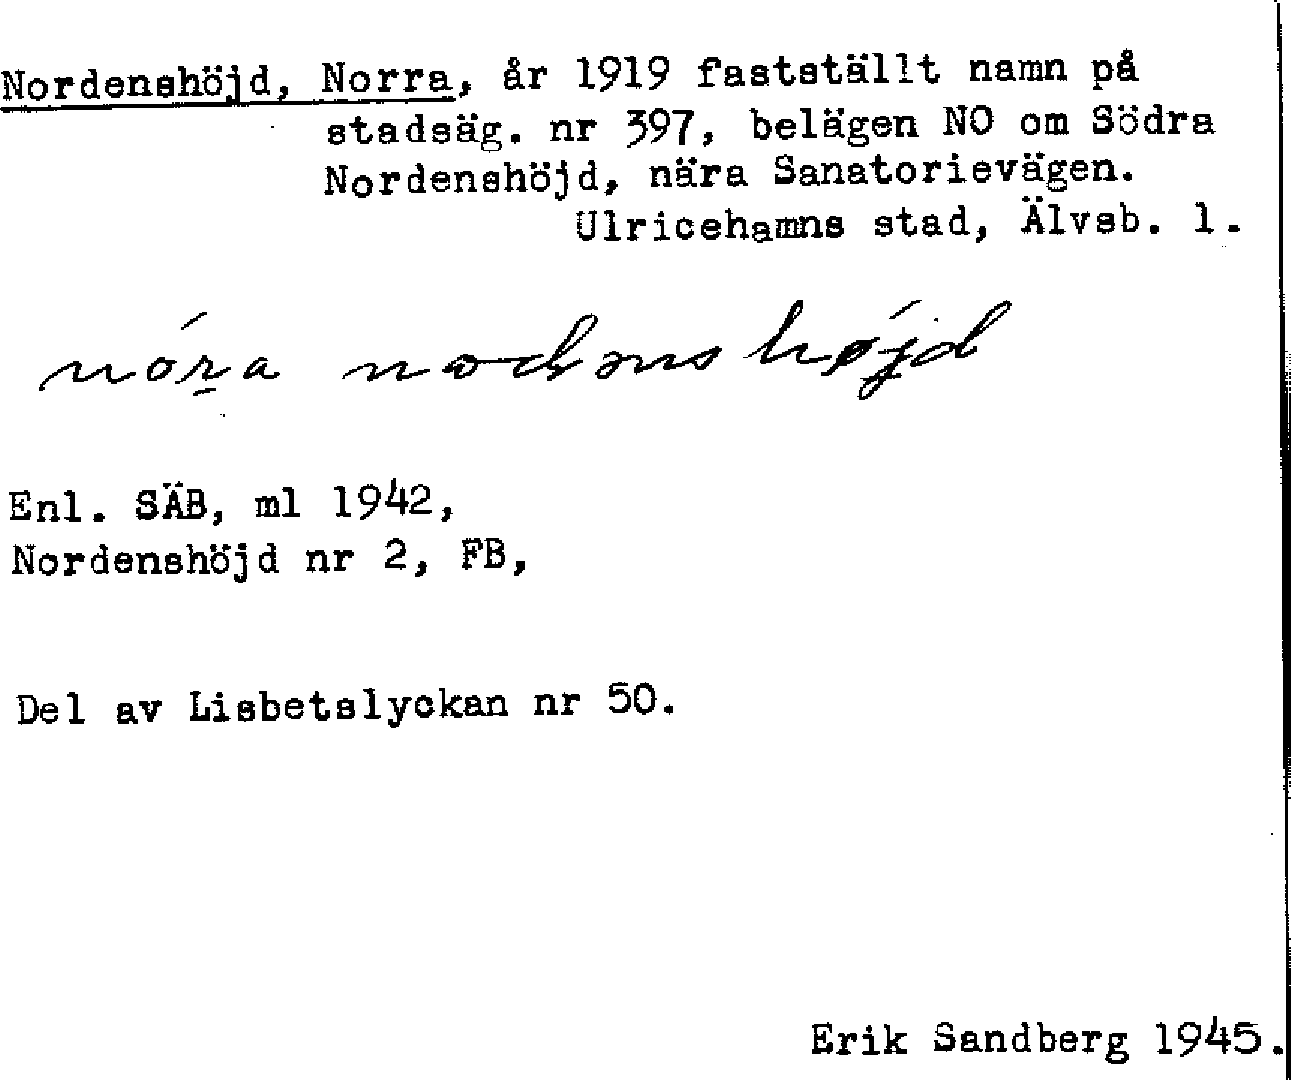 Nordenshöjd, Norra, år 1919 fastställt namn på
stadsäg. nr 397, belägen NO om Södra
Nordenshöjd, nära Sanatorievägen.
Ulricehamns stad, Älvsb. l.
nóra
Enl. SÄB, ml 1942,
Nordenshöjd nr 2, FB,
Del av Lisbetslyckan nr 50.
Erik Sandberg 1945.